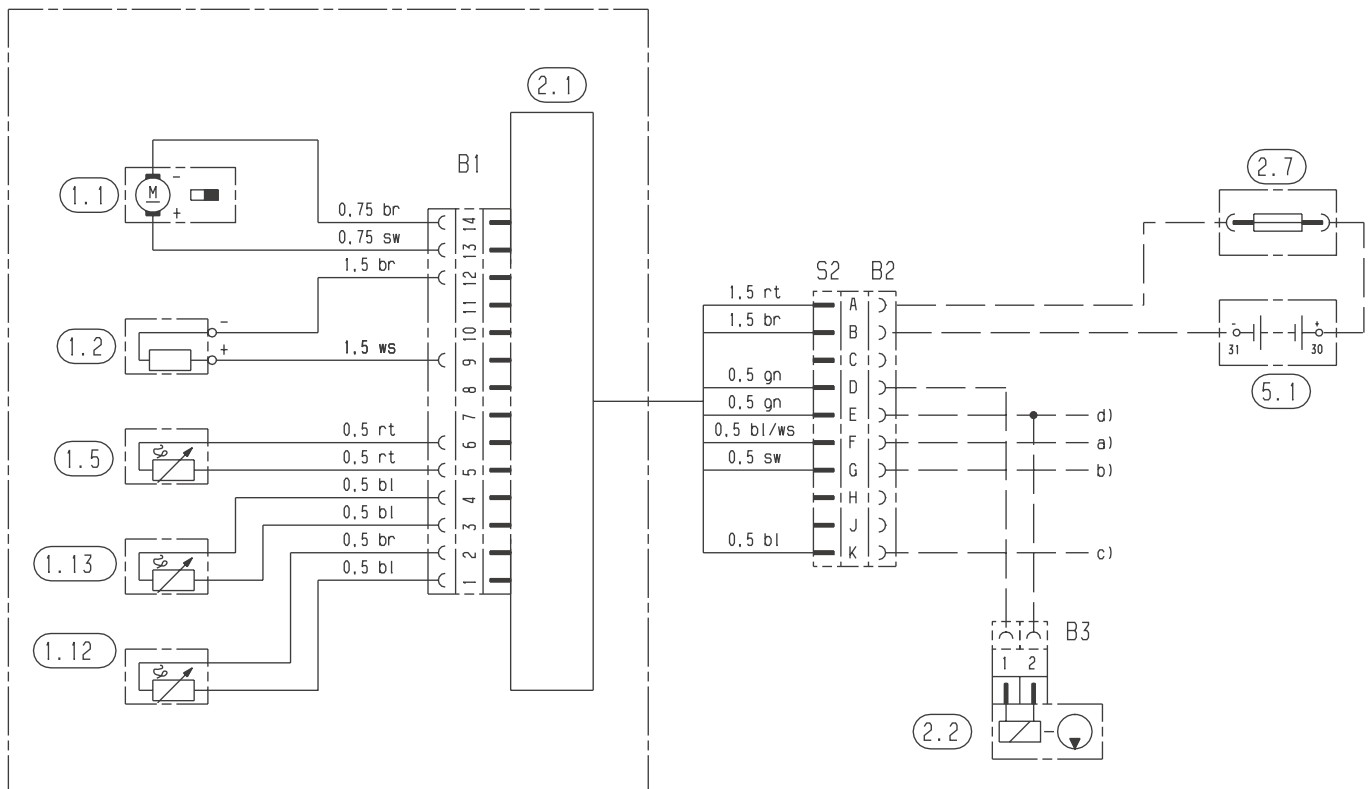 2.1
B1
1.1
M
-
+
0,75 br
0,75 sw
1,5 br
14
13
12
11
10
9
8
7
6
5
4
3
2
1
1.2
-
+
1,5 ws
1.5
0,5 rt
0,5 rt
0,5 bl
0,5 bl
0,5 br
0,5 bl
1.13
1.12
S2 B2
1,5 rt
1,5 br
0,5 gn
0,5 gn
0,5 bl/ws
0,5 sw
0,5 bl
A
B
C
D
E
F
G
H
J
K
2.7
- +
31 30
5.1
d)
a)
b)
c)
B3
1 2
2.2